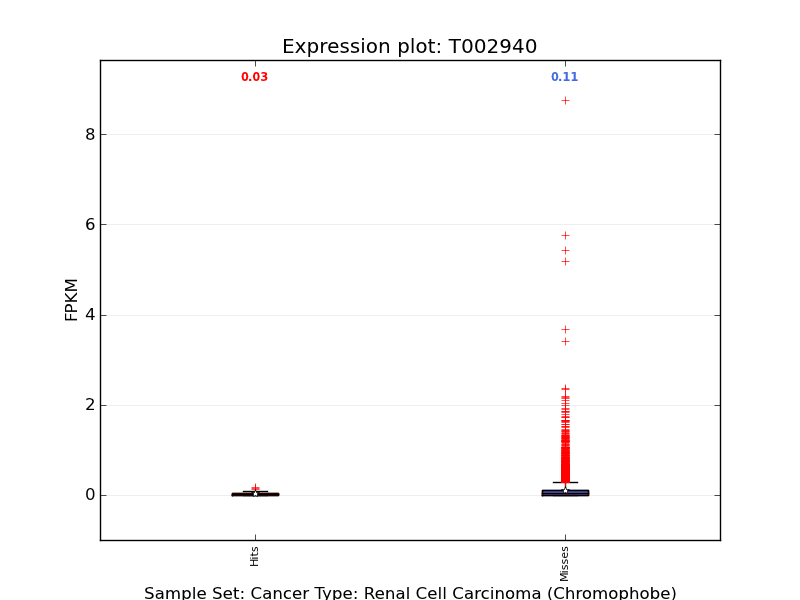 Expression plot: T002940
0.03
0.11
8
6
4
2
0
FPKM
Hits
Misses
Sample Set: Cancer Type: Renal Cell Carcinoma (Chromophobe)